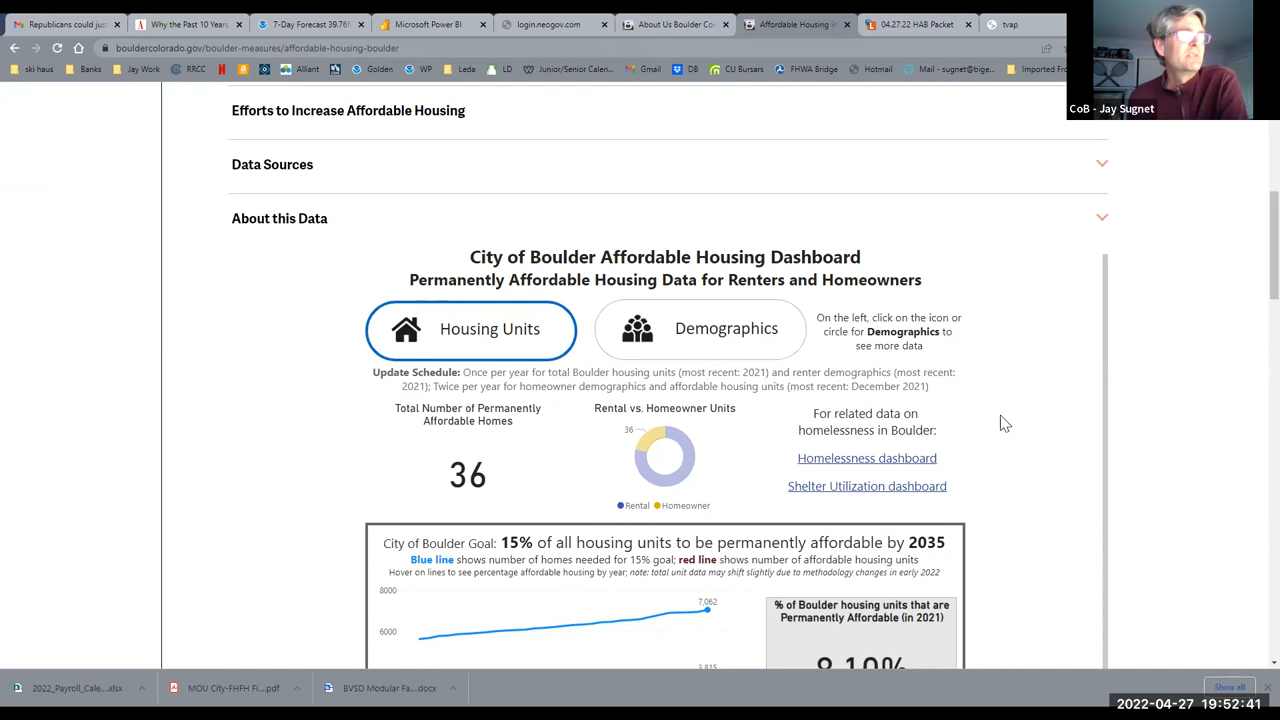 Republicans could just
Why the Past 10 Years
7-Day Forecast 39.76N
Microsoft Power BI
login.neogov.com
About Us Boulder Co
Affordable Housing in
04.27.22 HAB Packet
tvap
bouldercolorado.gov/boulder-measures/affordable-housing-boulder
ski haus
Banks
Jay Work
RRCC
Alliant
Golden
WP
Leda
LD
Junior/Senior Calen...
Gmail
DB
CU Bursars
FHWA Bridge
Hotmail
Mail - sugnet@bige...
Imported From
CoB - Jay Sugnet
Efforts to Increase Affordable Housing
Data Sources
About this Data
City of Boulder Affordable Housing Dashboard
Permanently Affordable Housing Data for Renters and Homeowners
Housing Units
Demographics
On the left, click on the icon or
circle for Demographics to
see more data
Update Schedule: Once per year for total Boulder housing units (most recent: 2021) and renter demographics (most recent:
2021); Twice per year for homeowner demographics and affordable housing units (most recent: December 2021)
Total Number of Permanently
Affordable Homes
36
Rental vs. Homeowner Units
36
Rental Homeowner
For related data on
homelessness in Boulder:
Homelessness dashboard
Shelter Utilization dashboard
City of Boulder Goal: 15% of all housing units to be permanently affordable by 2035
Blue line shows number of homes needed for 15% goal; red line shows number of affordable housing units
Hover on lines to see percentage affordable housing by year; note: total unit data may shift slightly due to methodology changes in early 2022
8000
7,062
6000
3,815
% of Boulder housing units that are
Permanently Affordable (in 2021)
8.10%
2022_Payroll_Cale....xlsx
MOU City-FHFH Fi....pdf
BVSD Modular Fa....docx
Show all
2022-04-27 19:52:41